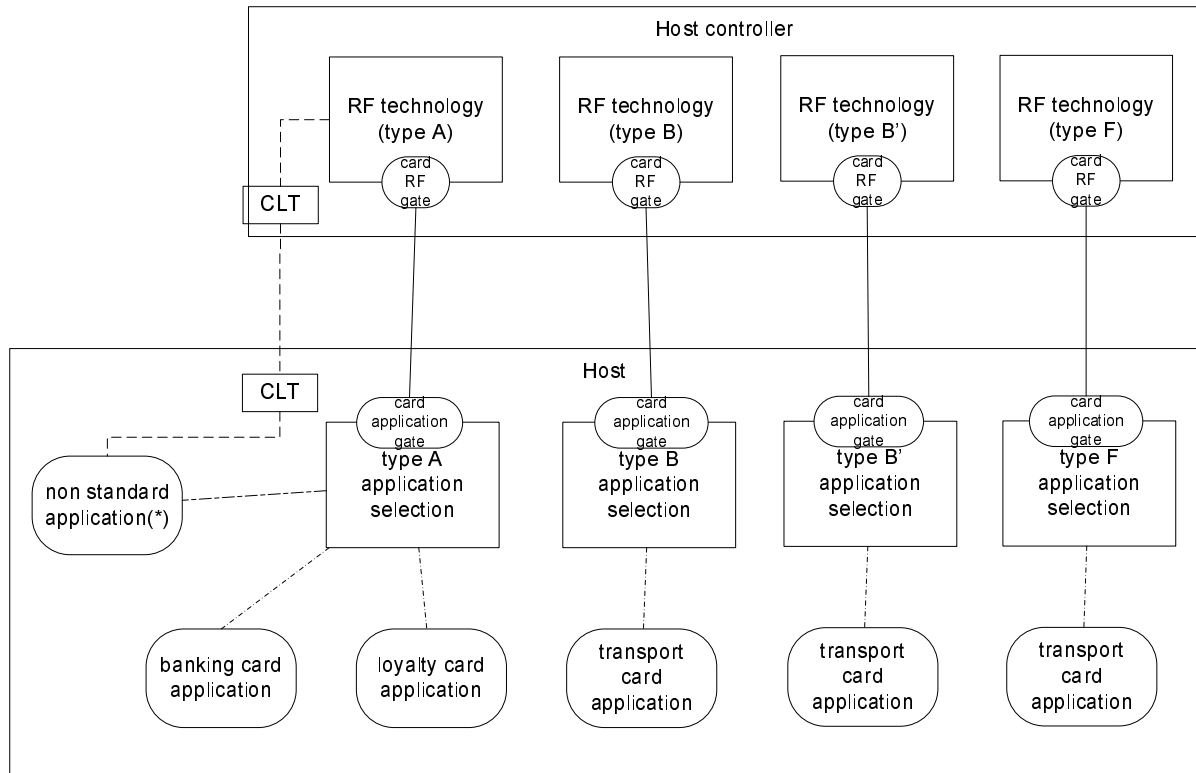 Host controller
RF technology
(type A)
RF technology
(type B)
RF technology
(type B’)
RF technology
(type F)
card
RF
gate
card
RF
gate
card
RF
gate
card
RF
gate
CLT
Host
CLT
card
application
gate
card
application
gate
card
application
gate
card
application
gate
type A
application
selection
type B
application
selection
type B’
application
selection
type F
application
selection
non standard
application(*)
banking card
application
loyalty card
application
transport
card
application
transport
card
application
transport
card
application